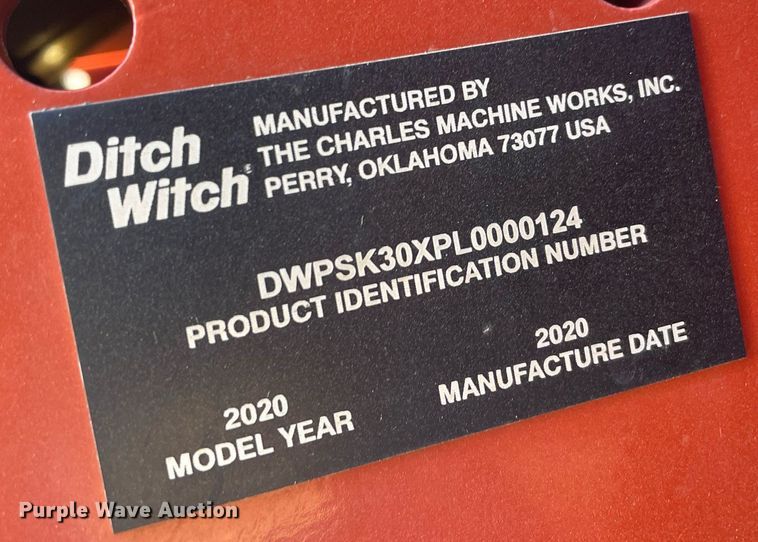 Ditch
Witch®
MANUFACTURED BY
THE CHARLES MACHINE WORKS, INC.
PERRY, OKLAHOMA 73077 USA
DWPSK30XPL0000124
PRODUCT IDENTIFICATION NUMBER
2020
MODEL YEAR
2020
MANUFACTURE DATE
Purple Wave Auction